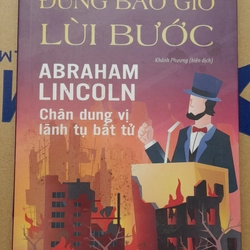 ĐỪNG BAO GIỜ
LÙI BƯỚC
Khánh Phương (biên dịch)
ABRAHAM
LINCOLN
Chân dung vị
lãnh tụ bất tử